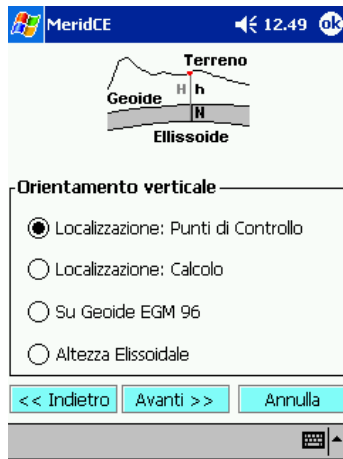 MeridCE 12.49 ok
Terreno
H h
Geoide
N
Ellissoide
Orientamento verticale
Localizzazione: Punti di Controllo
Localizzazione: Calcolo
Su Geoide EGM 96
Altezza Elissoidale
<< Indietro Avanti >> Annulla